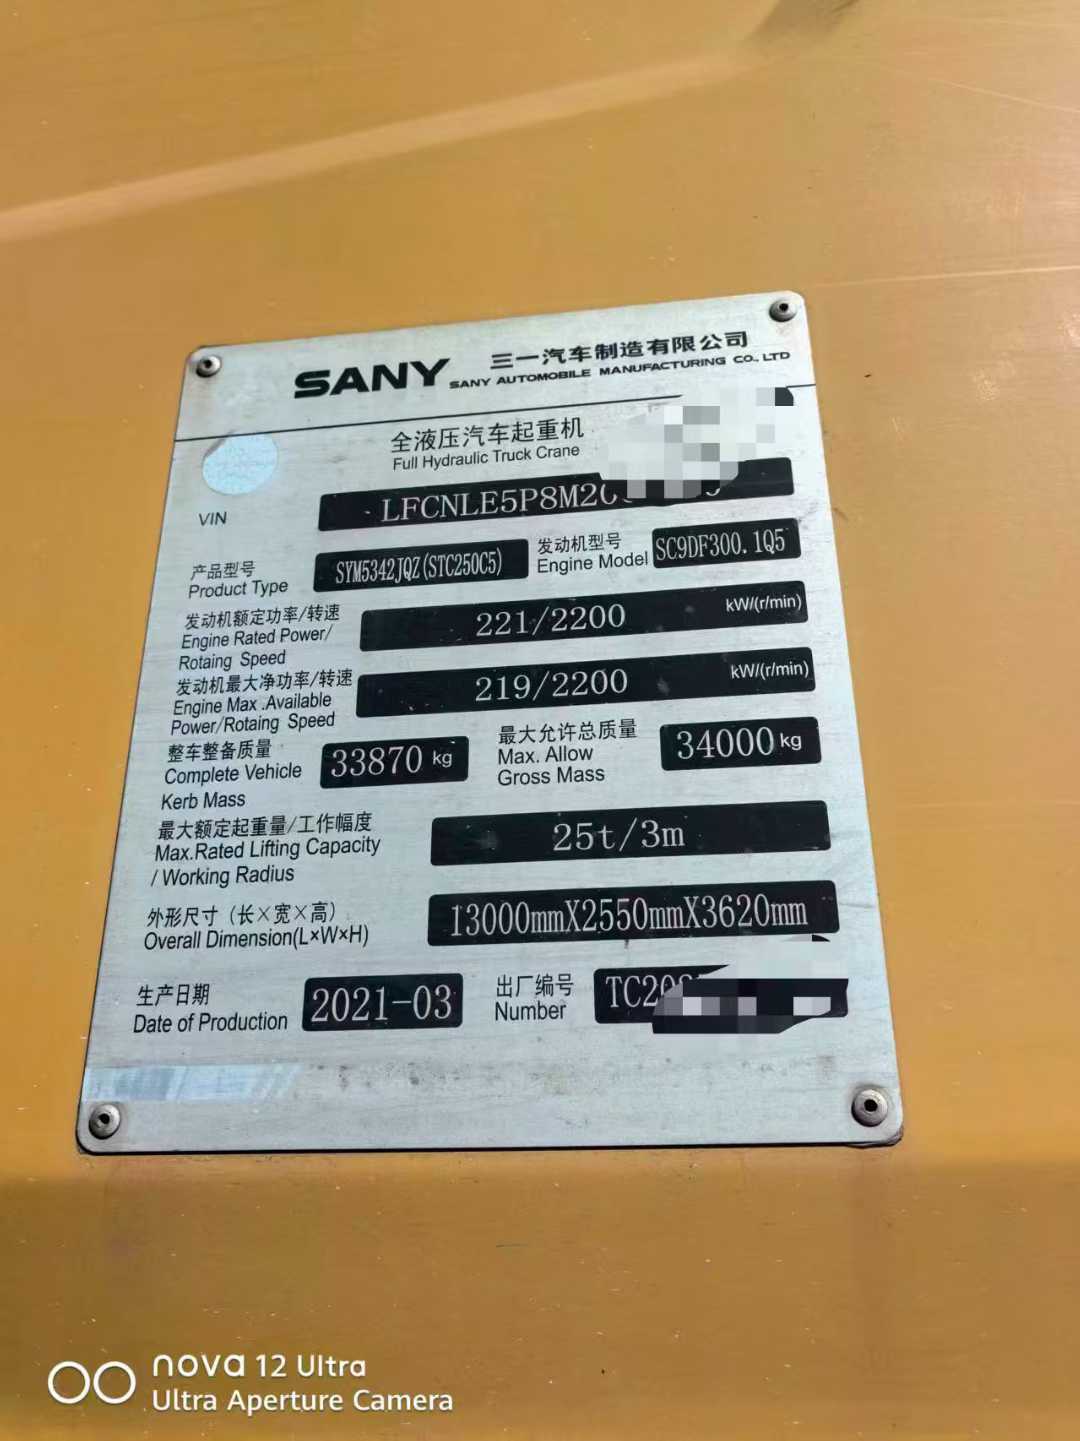 SANY 三一汽车制造有限公司
SANY AUTOMOBILE MANUFACTURING CO., LTD
全液压汽车起重机
Full Hydraulic Truck Crane
VIN LFCNLE5P8M2
产品型号
Product Type
SYM5342JQZ(STC250C5)
发动机型号
Engine Model
SC9DF300.1Q5
发动机额定功率/转速
Engine Rated Power/
Rotaing Speed
221/2200 kW/(r/min)
发动机最大净功率/转速
Engine Max .Available
Power/Rotaing Speed
219/2200 kW/(r/min)
整车整备质量
Complete Vehicle
Kerb Mass
33870 kg
最大允许总质量
Max. Allow
Gross Mass
34000 kg
最大额定起重量/工作幅度
Max.Rated Lifting Capacity
/ Working Radius
25t/3m
外形尺寸（长×宽×高）
Overall Dimension(L×W×H)
13000mmX2550mmX3620mm
生产日期
Date of Production
2021-03
出厂编号
Number
TC20
nova 12 Ultra
Ultra Aperture Camera